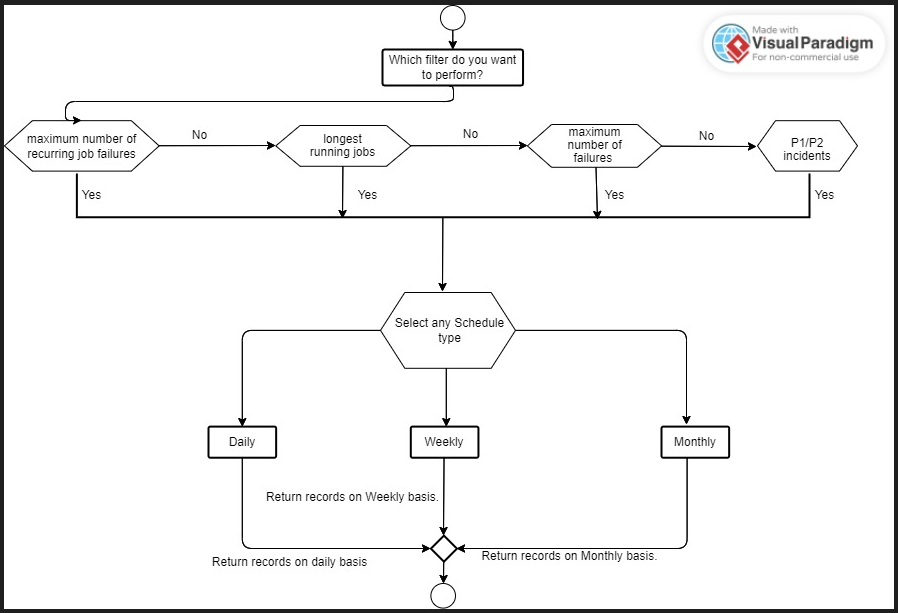 Made with
VisualParadigm
For non-commercial use
Which filter do you want
to perform?
maximum number of
recurring job failures
No
longest
running jobs
No
maximum
number of
failures
No
P1/P2
incidents
Yes
Yes
Yes
Yes
Select any Schedule
type
Daily
Weekly
Monthly
Return records on Weekly basis.
Return records on daily basis
Return records on Monthly basis.